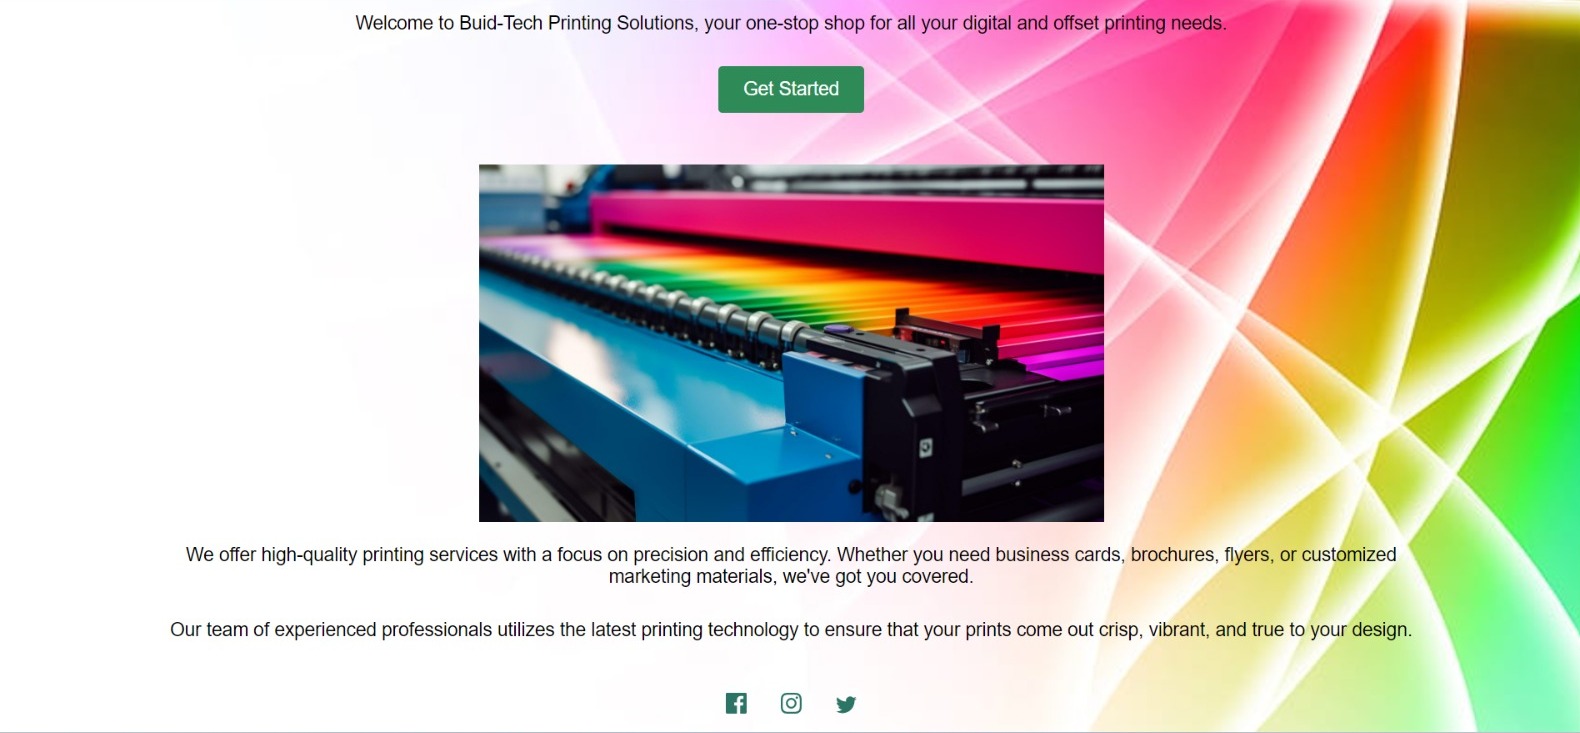 Welcome to Buid-Tech Printing Solutions, your one-stop shop for all your digital and offset printing needs.
Get Started
We offer high-quality printing services with a focus on precision and efficiency. Whether you need business cards, brochures, flyers, or customized
marketing materials, we've got you covered.
Our team of experienced professionals utilizes the latest printing technology to ensure that your prints come out crisp, vibrant, and true to your design.